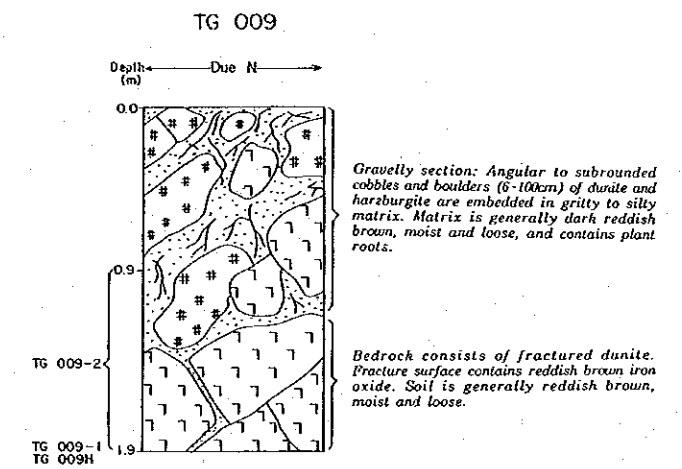 TG 009
Depth Due N
(m)
0.0
Gravelly section: Angular to subrounded
cobbles and boulders (6-100cm) of dunite and
harzburgite are embedded in gritty to silty
matrix. Matrix is generally dark reddish
brown, moist and loose, and contains plant
roots.
0.9
TG 009-2
Bedrock consists of fractured dunite.
Fracture surface contains reddish brown iron
oxide. Soil is generally reddish brown,
moist and loose.
TG 009-1 1.9
TG 009H